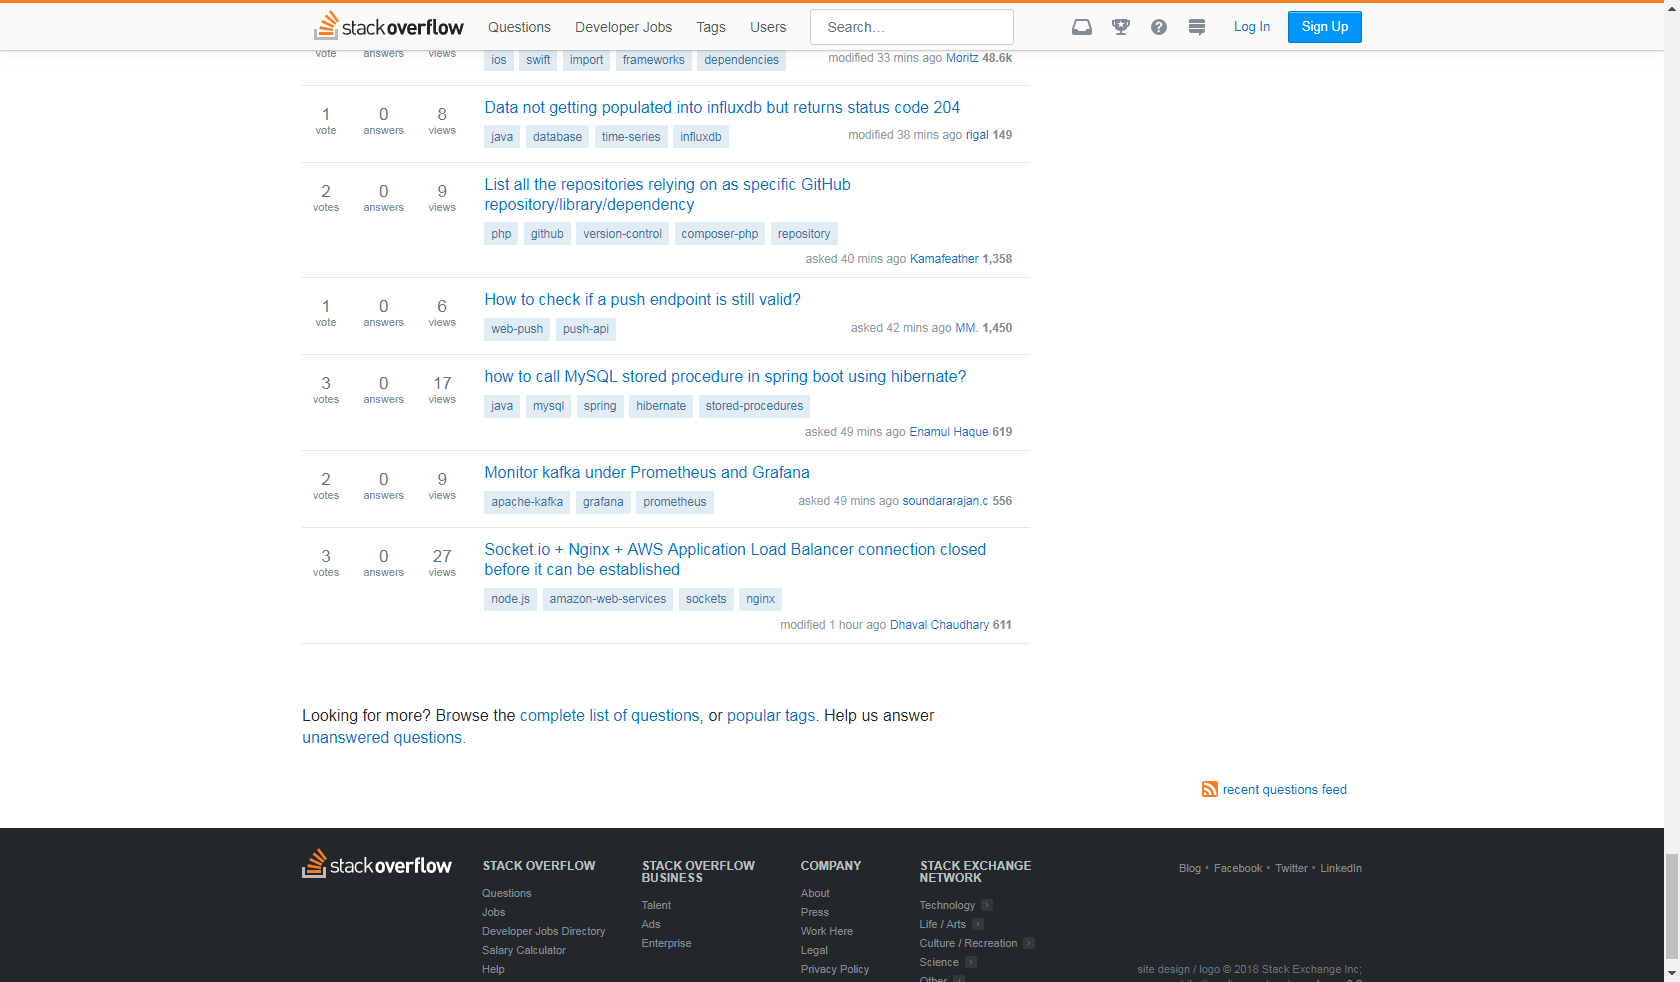 stackoverflow Questions Developer Jobs Tags Users Search... Log In Sign Up
vote answers views
ios swift import frameworks dependencies modified 33 mins ago Moritz 48.6k
1 0 8 Data not getting populated into influxdb but returns status code 204
vote answers views java database time-series influxdb modified 38 mins ago rigal 149
2 0 9 List all the repositories relying on as specific GitHub
votes answers views repository/library/dependency
php github version-control composer-php repository
asked 40 mins ago Kamafeather 1,358
1 0 6 How to check if a push endpoint is still valid?
vote answers views web-push push-api asked 42 mins ago MM. 1,450
3 0 17 how to call MySQL stored procedure in spring boot using hibernate?
votes answers views java mysql spring hibernate stored-procedures
asked 49 mins ago Enamul Haque 619
2 0 9 Monitor kafka under Prometheus and Grafana
votes answers views apache-kafka grafana prometheus asked 49 mins ago soundararajan.c 556
3 0 27 Socket.io + Nginx + AWS Application Load Balancer connection closed
votes answers views before it can be established
node.js amazon-web-services sockets nginx
modified 1 hour ago Dhaval Chaudhary 611
Looking for more? Browse the complete list of questions, or popular tags. Help us answer
unanswered questions.
recent questions feed
stackoverflow
STACK OVERFLOW
Questions
Jobs
Developer Jobs Directory
Salary Calculator
Help
STACK OVERFLOW
BUSINESS
Talent
Ads
Enterprise
COMPANY
About
Press
Work Here
Legal
Privacy Policy
STACK EXCHANGE
NETWORK
Technology
Life / Arts
Culture / Recreation
Science
Other
Blog • Facebook • Twitter • LinkedIn
site design / logo © 2018 Stack Exchange Inc;